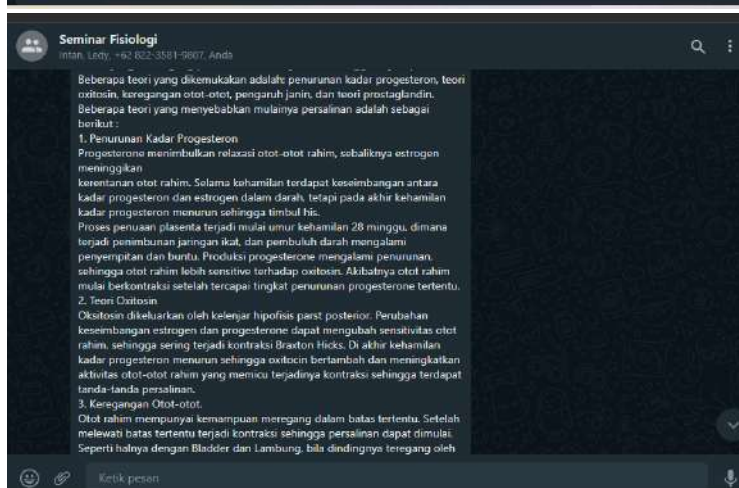 Seminar Fisiologi
Intan, Ledy, +62 822-3581-9807, Anda
Beberapa teori yang dikemukakan adalah: penurunan kadar progesteron, teori
oxitosin, keregangan otot-otot, pengaruh janin, dan teori prostaglandin.
Beberapa teori yang menyebabkan mulainya persalinan adalah sebagai
berikut :
1. Penurunan Kadar Progesteron
Progesterone menimbulkan relaxasi otot-otot rahim, sebaliknya estrogen
meninggikan
kerentanan otot rahim. Selama kehamilan terdapat keseimbangan antara
kadar progesteron dan estrogen dalam darah, tetapi pada akhir kehamilan
kadar progesteron menurun sehingga timbul his.
Proses penuaan plasenta terjadi mulai umur kehamilan 28 minggu, dimana
terjadi penimbunan jaringan ikat, dan pembuluh darah mengalami
penyempitan dan buntu. Produksi progesterone mengalami penurunan,
sehingga otot rahim lebih sensitive terhadap oxitosin. Akibatnya otot rahim
mulai berkontraksi setelah tercapai tingkat penurunan progesterone tertentu.
2. Teori Oxitosin
Oksitosin dikeluarkan oleh kelenjar hipofisis parst posterior. Perubahan
keseimbangan estrogen dan progesterone dapat mengubah sensitivitas otot
rahim, sehingga sering terjadi kontraksi Braxton Hicks. Di akhir kehamilan
kadar progesteron menurun sehingga oxitocin bertambah dan meningkatkan
aktivitas otot-otot rahim yang memicu terjadinya kontraksi sehingga terdapat
tanda-tanda persalinan.
3. Keregangan Otot-otot.
Otot rahim mempunyai kemampuan meregang dalam batas tertentu. Setelah
melewati batas tertentu terjadi kontraksi sehingga persalinan dapat dimulai.
Seperti halnya dengan Bladder dan Lambung, bila dindingnya teregang oleh
Ketik pesan